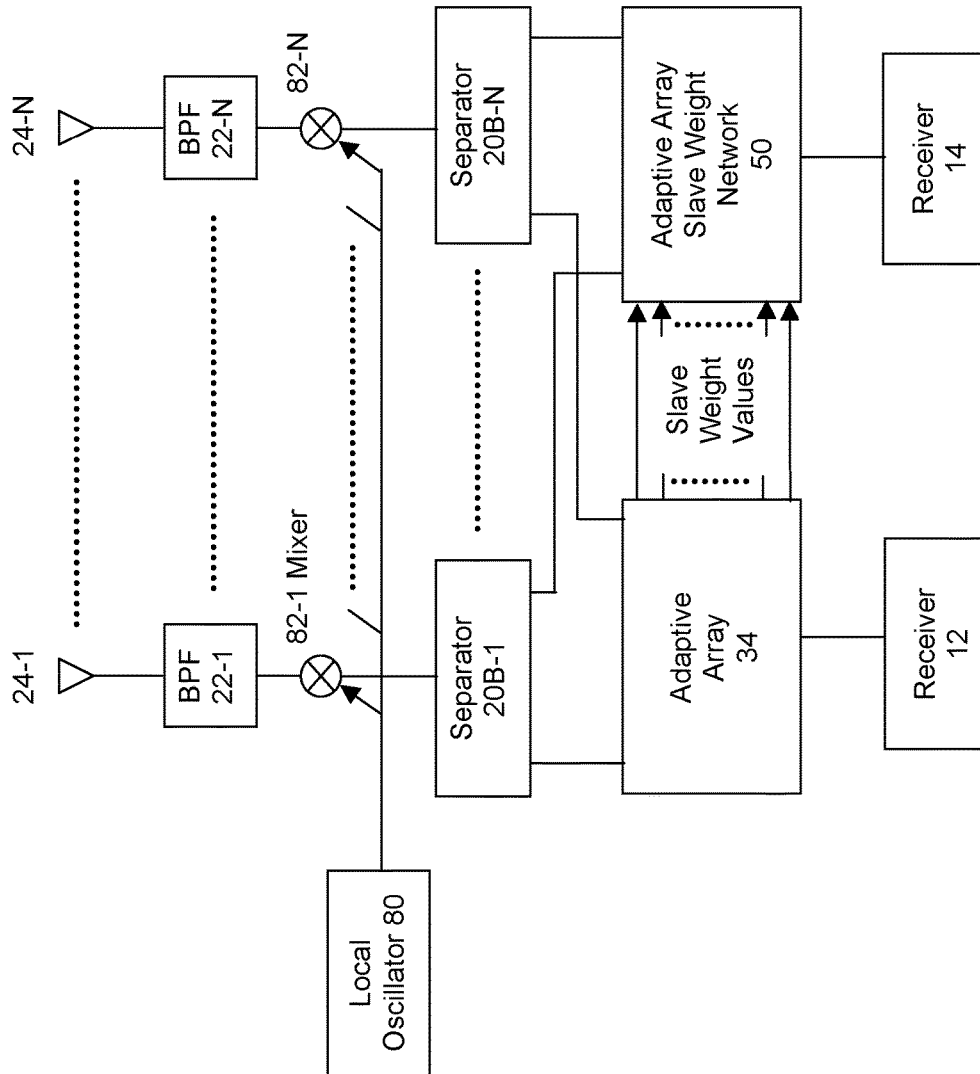 24-1
24-N
BPF
22-1
BPF
22-N
82-1 Mixer
82-N
Local
Oscillator 80
Separator
20B-1
Separator
20B-N
Adaptive
Array
34
Slave
Weight
Values
Adaptive Array
Slave Weight
Network
50
Receiver
12
Receiver
14